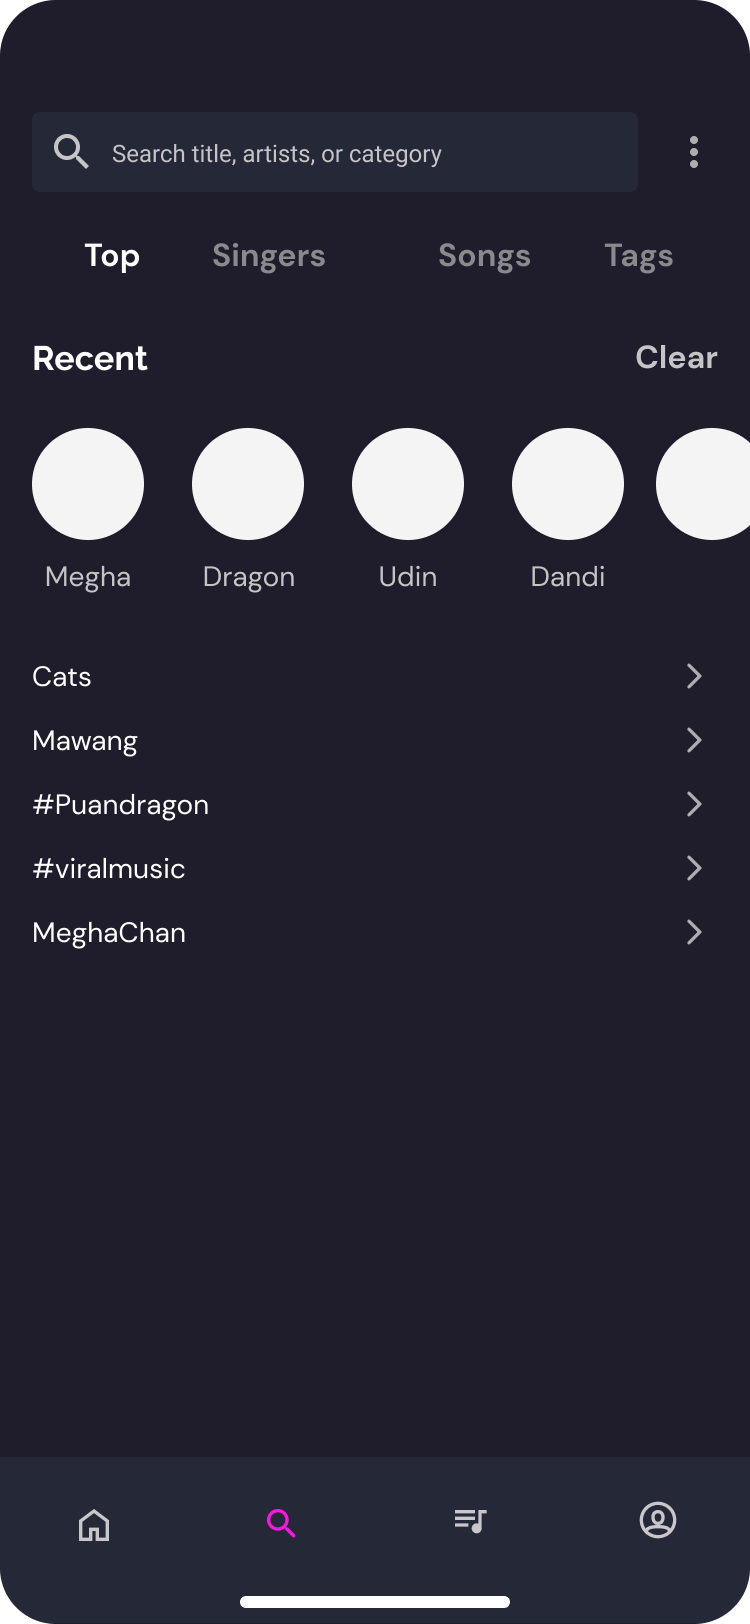 Search title, artists, or category
Top Singers Songs Tags
Recent Clear
Megha Dragon Udin Dandi
Cats
Mawang
#Puandragon
#viralmusic
MeghaChan